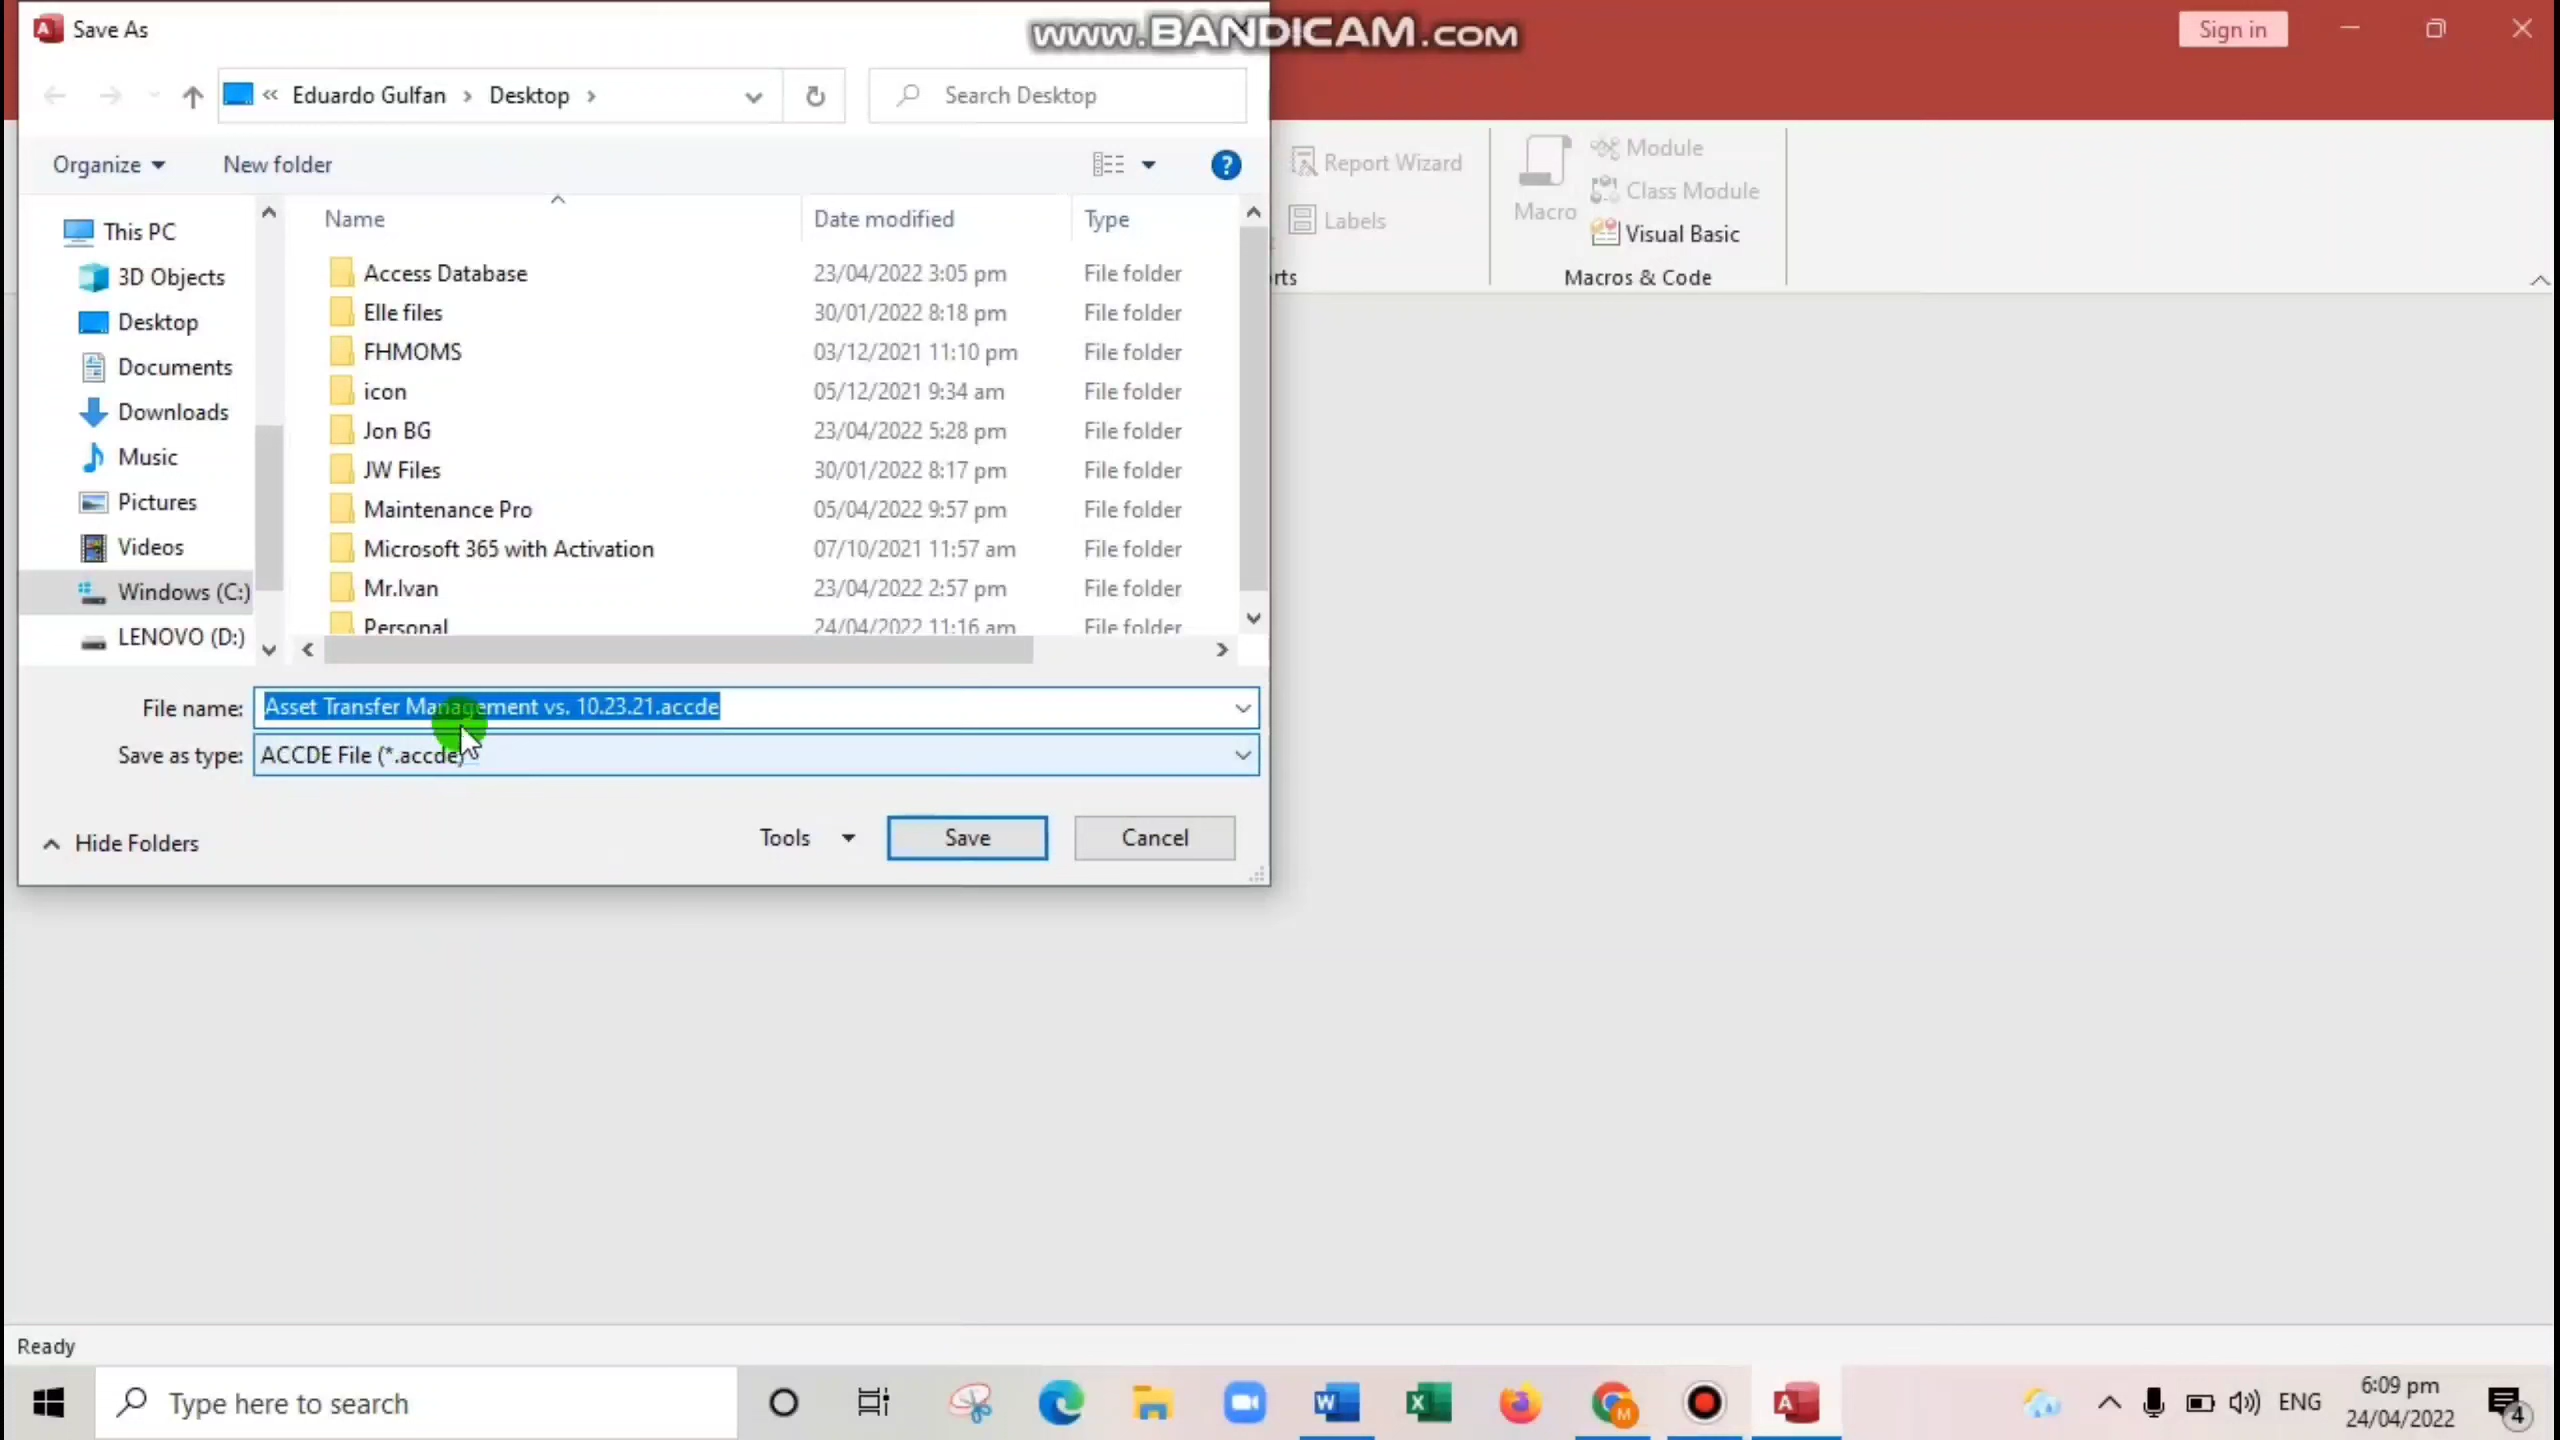 Save As
www.BANDICAM.com
Sign in
Eduardo Gulfan
Desktop
Search Desktop
Organize
New folder
Report Wizard
Labels
Macro
Module
Class Module
Visual Basic
Macros & Code
Name
Date modified
Type
This PC
3D Objects
Desktop
Documents
Downloads
Music
Pictures
Videos
Windows (C:)
LENOVO (D:)
Access Database 23/04/2022 3:05 pm File folder
Elle files 30/01/2022 8:18 pm File folder
FHMOMS 03/12/2021 11:10 pm File folder
icon 05/12/2021 9:34 am File folder
Jon BG 23/04/2022 5:28 pm File folder
JW Files 30/01/2022 8:17 pm File folder
Maintenance Pro 05/04/2022 9:57 pm File folder
Microsoft 365 with Activation 07/10/2021 11:57 am File folder
Mr.Ivan 23/04/2022 2:57 pm File folder
Personal 24/04/2022 11:16 am File folder
File name: Asset Transfer Management vs. 10.23.21.accde
Save as type: ACCDE File (*.accde)
Hide Folders
Tools
Save
Cancel
Ready
Type here to search
ENG
6:09 pm
24/04/2022
4